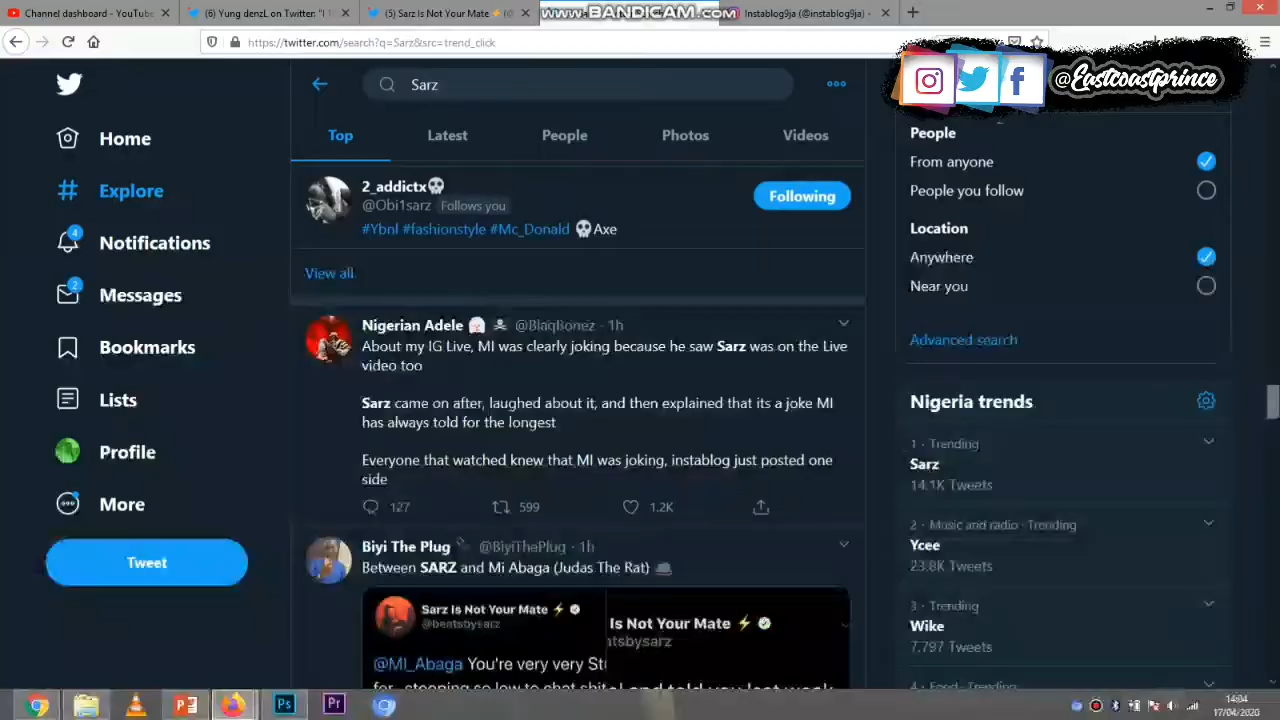 Channel dashboard - YouTube
(6) Yung denzL on Twitter: "I
(5) Sarz Is Not Your Mate⚡
WWW.BANDICAM.COM
Instablog9ja (@instablog9ja)
https://twitter.com/search?q=Sarz&src=trend_click
@Eastcoastprince
Sarz
Top
Latest
People
Photos
Videos
Home
Explore
4
Notifications
2
Messages
Bookmarks
Lists
Profile
More
Tweet
2_addictx💀
@Obi1sarz Follows you
Following
#Ybnl #fashionstyle #Mc_Donald 💀Axe
View all
Nigerian Adele @BlaqBonez · 1h
About my IG Live, MI was clearly joking because he saw Sarz was on the Live
video too
Sarz came on after, laughed about it, and then explained that its a joke MI
has always told for the longest
Everyone that watched knew that MI was joking, instablog just posted one
side
127 599 1.2K
Biyi The Plug @BiyiThePlug · 1h
Between SARZ and Mi Abaga (Judas The Rat)
Sarz Is Not Your Mate ⚡
@beatsbysarz
@MI_Abaga You're very very
Is Not Your Mate ⚡
tsbysarz
People
From anyone
People you follow
Location
Anywhere
Near you
Advanced search
Nigeria trends
1 · Trending
Sarz
14.1K Tweets
2 · Music and radio · Trending
Ycee
23.8K Tweets
3 · Trending
Wike
7,797 Tweets
4 · Food · Trending
14:04
17/04/2020